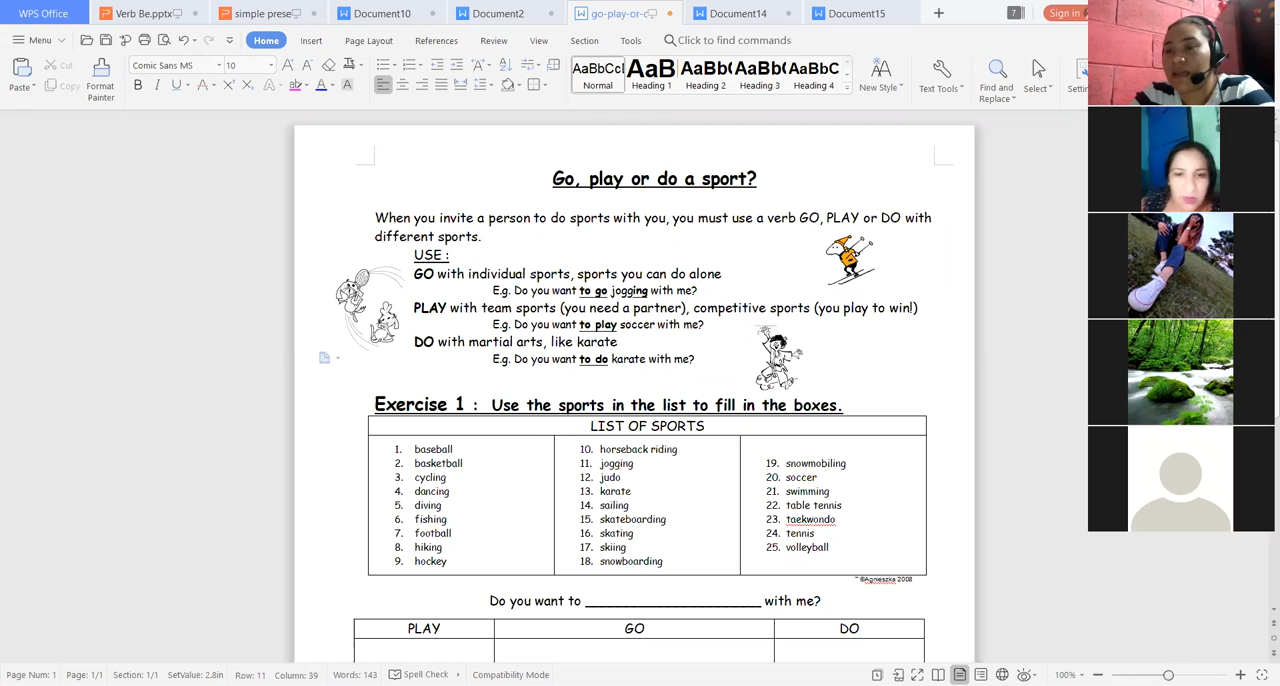 WPS Office Verb Be.pptx simple prese Document10 Document2 go-play-or-c Document14 Document15 7 Sign in
Menu Home Insert Page Layout References Review View Section Tools Click to find commands
Cut Comic Sans MS 10 AaBbCcI AaB AaBb( AaBb( AaBbC
Paste Copy Format Painter Normal Heading 1 Heading 2 Heading 3 Heading 4 New Style Text Tools Find and Replace Select
Go, play or do a sport?
When you invite a person to do sports with you, you must use a verb GO, PLAY or DO with
different sports.
USE :
GO with individual sports, sports you can do alone
E.g. Do you want to go jogging with me?
PLAY with team sports (you need a partner), competitive sports (you play to win!)
E.g. Do you want to play soccer with me?
DO with martial arts, like karate
E.g. Do you want to do karate with me?
Exercise 1 : Use the sports in the list to fill in the boxes.
LIST OF SPORTS
1. baseball
2. basketball
3. cycling
4. dancing
5. diving
6. fishing
7. football
8. hiking
9. hockey
10. horseback riding
11. jogging
12. judo
13. karate
14. sailing
15. skateboarding
16. skating
17. skiing
18. snowboarding
19. snowmobiling
20. soccer
21. swimming
22. table tennis
23. taekwondo
24. tennis
25. volleyball
©Agnieszka 2008
Do you want to ______________________ with me?
PLAY GO DO
Page Num: 1 Page: 1/1 Section: 1/1 SetValue: 2.8in Row: 11 Column: 39 Words: 143 Spell Check Compatibility Mode 100%